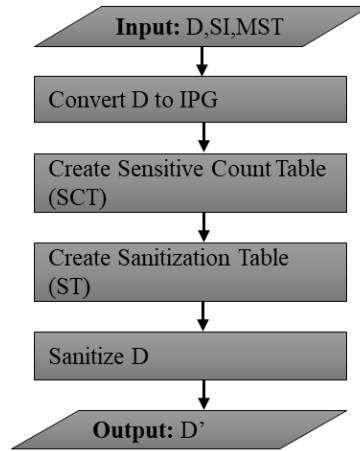 Input: D,SI,MST
Convert D to IPG
Create Sensitive Count Table
(SCT)
Create Sanitization Table
(ST)
Sanitize D
Output: D’